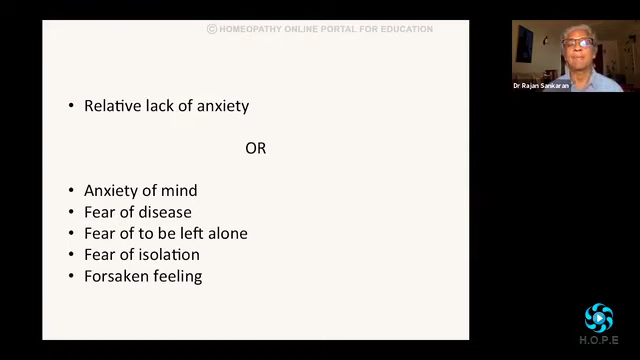 © HOMEOPATHY ONLINE PORTAL FOR EDUCATION
• Relative lack of anxiety
OR
• Anxiety of mind
• Fear of disease
• Fear of to be left alone
• Fear of isolation
• Forsaken feeling
Dr Rajan Sankaran
H.O.P.E